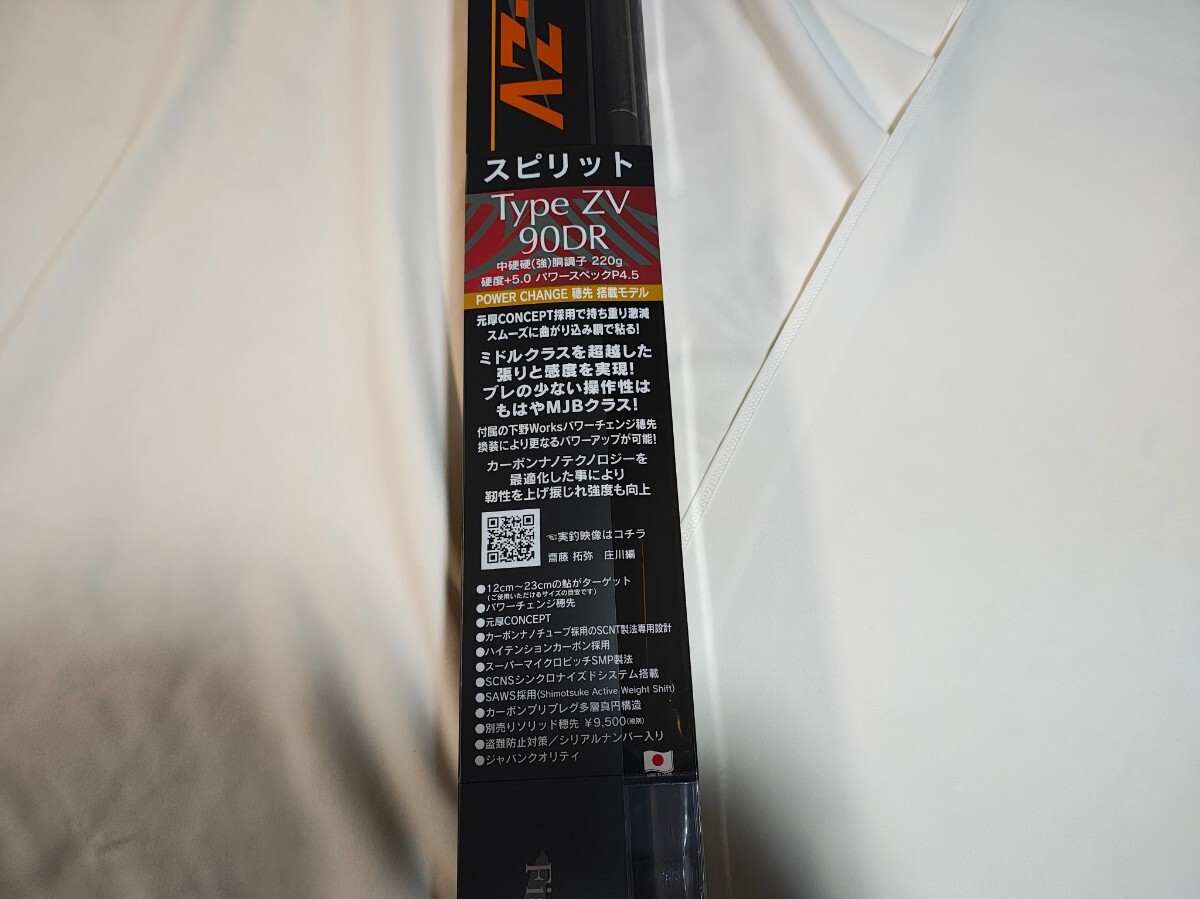 -ZV
スピリット
Type ZV
90DR
中硬硬(強)胴調子 220g
硬度+5.0 パワースペックP4.5
POWER CHANGE 穂先 搭載モデル
元厚CONCEPT採用で持ち重り激減
スムーズに曲がり込み胴で粘る!
ミドルクラスを超越した
張りと感度を実現!
ブレの少ない操作性は
もはやMJBクラス!
付属の下野Worksパワーチェンジ穂先
換装により更なるパワーアップが可能!
カーボンナノテクノロジーを
最適化した事により
靭性を上げ捩じれ強度も向上
☜実釣映像はコチラ
齋藤 拓弥 庄川編
●12cm〜23cmの鮎がターゲット
(ご使用いただけるサイズの目安です)
●パワーチェンジ穂先
●元厚CONCEPT
●カーボンナノチューブ採用のSCNT製法専用設計
●ハイテンションカーボン採用
●スーパーマイクロピッチSMP製法
●SCNSシンクロナイズドシステム搭載
●SAWS採用(Shimotsuke Active Weight Shift)
●カーボンプリプレグ多層真円構造
●別売りソリッド穂先 ¥9,500(税別)
●盗難防止対策/シリアルナンバー入り
●ジャパンクオリティ
MADE IN JAPAN
Fis